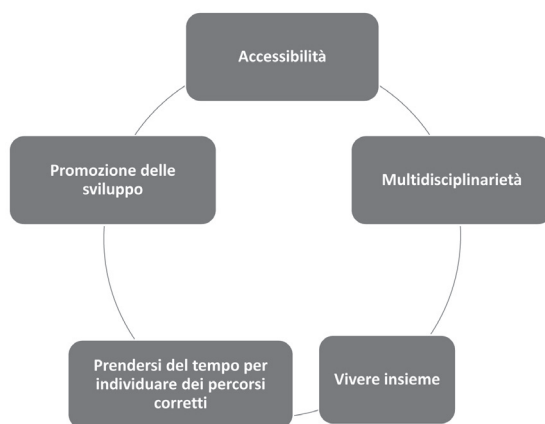 Accessibilità
Multidisciplinarietà
Vivere insieme
Prendersi del tempo per
individuare dei percorsi
corretti
Promozione delle
sviluppo